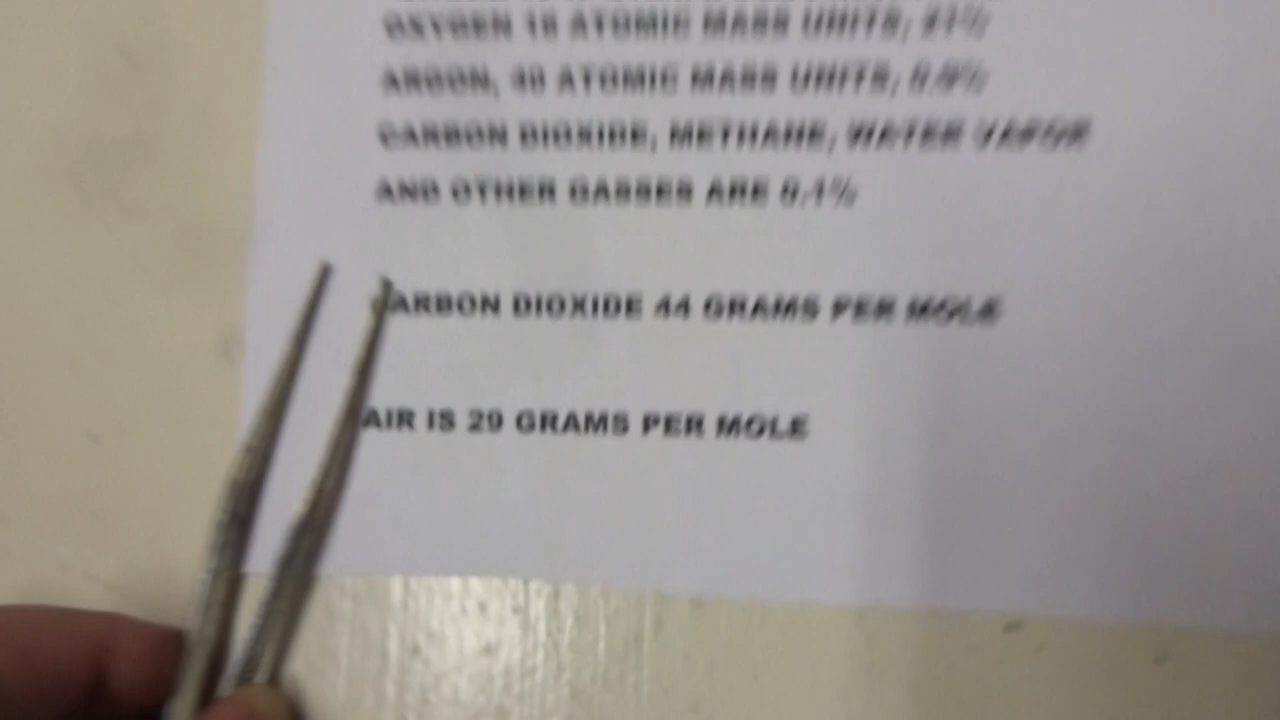 OXYGEN 16 ATOMIC MASS UNITS, 21%
ARGON, 40 ATOMIC MASS UNITS, 0.9%
CARBON DIOXIDE, METHANE, WATER VAPOR
AND OTHER GASSES ARE 0.1%
CARBON DIOXIDE 44 GRAMS PER MOLE
AIR IS 29 GRAMS PER MOLE